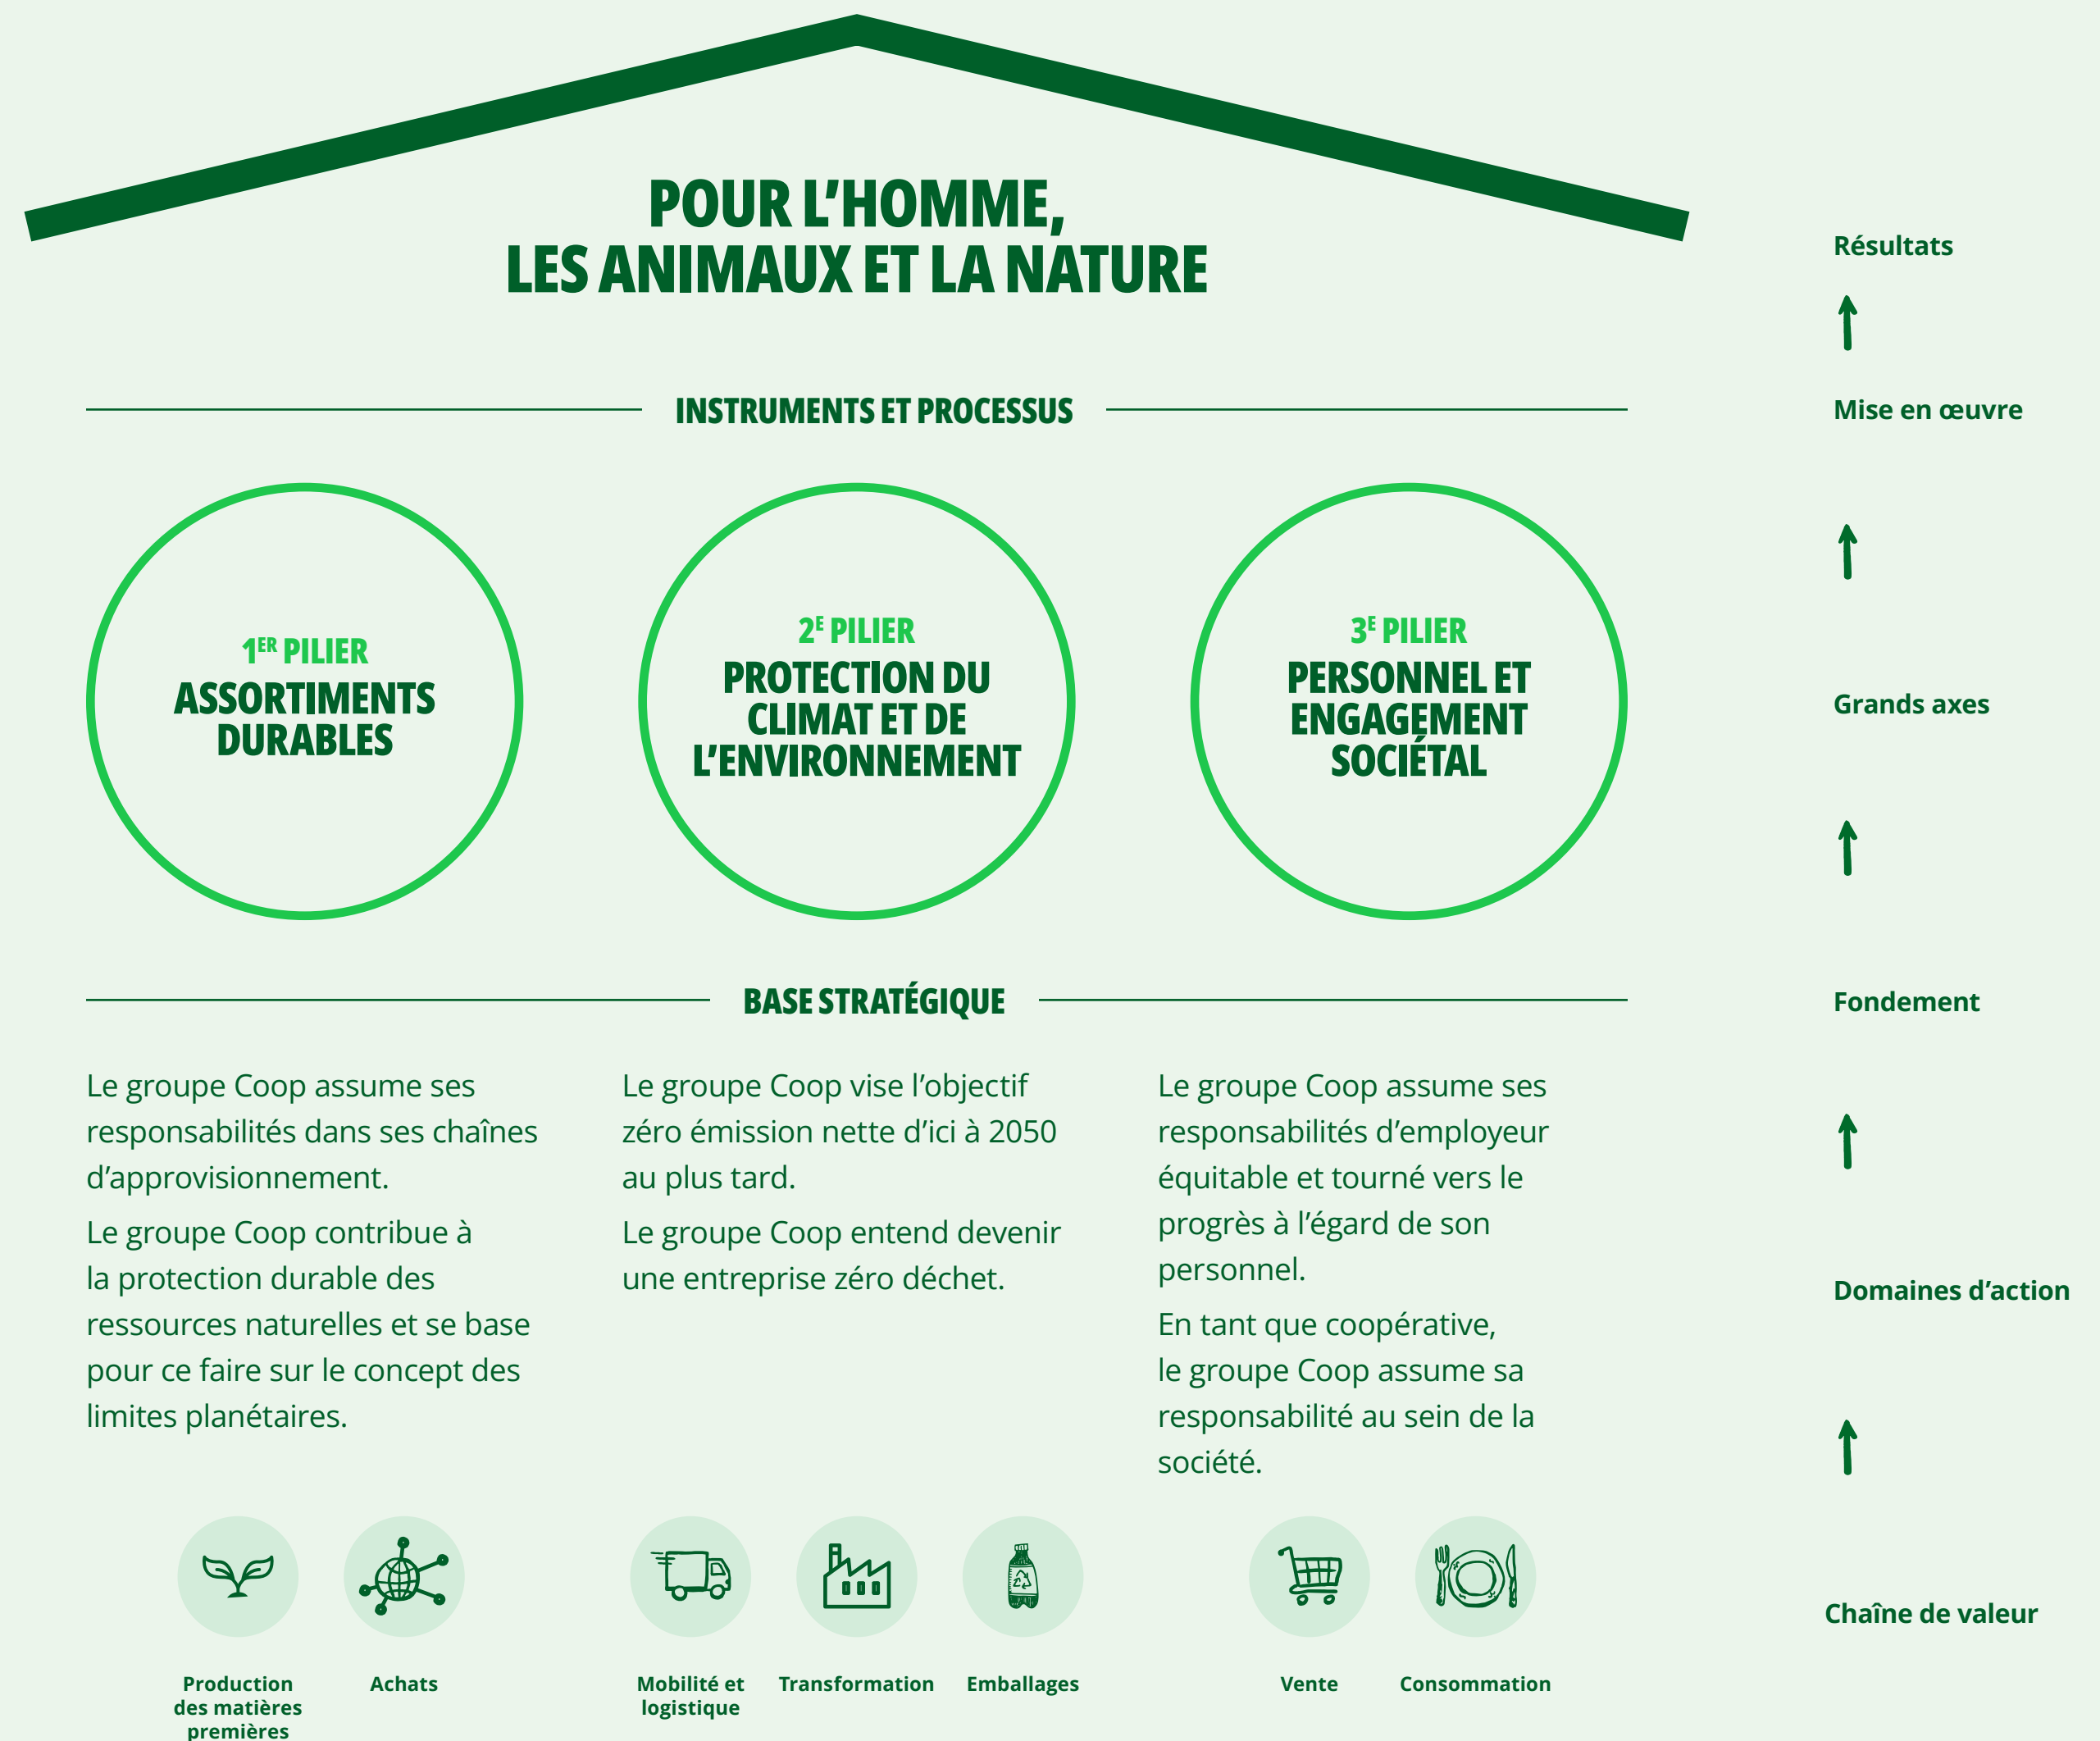 POUR L’HOMME,
LES ANIMAUX ET LA NATURE
Résultats
INSTRUMENTS ET PROCESSUS
Mise en œuvre
1ER PILIER
ASSORTIMENTS
DURABLES
2E PILIER
PROTECTION DU
CLIMAT ET DE
L’ENVIRONNEMENT
3E PILIER
PERSONNEL ET
ENGAGEMENT
SOCIÉTAL
Grands axes
BASE STRATÉGIQUE
Fondement
Le groupe Coop assume ses
responsabilités dans ses chaînes
d’approvisionnement.
Le groupe Coop contribue à
la protection durable des
ressources naturelles et se base
pour ce faire sur le concept des
limites planétaires.
Le groupe Coop vise l’objectif
zéro émission nette d’ici à 2050
au plus tard.
Le groupe Coop entend devenir
une entreprise zéro déchet.
Le groupe Coop assume ses
responsabilités d’employeur
équitable et tourné vers le
progrès à l’égard de son
personnel.
En tant que coopérative,
le groupe Coop assume sa
responsabilité au sein de la
société.
Domaines d’action
Production
des matières
premières
Achats
Mobilité et
logistique
Transformation
Emballages
Vente
Consommation
Chaîne de valeur